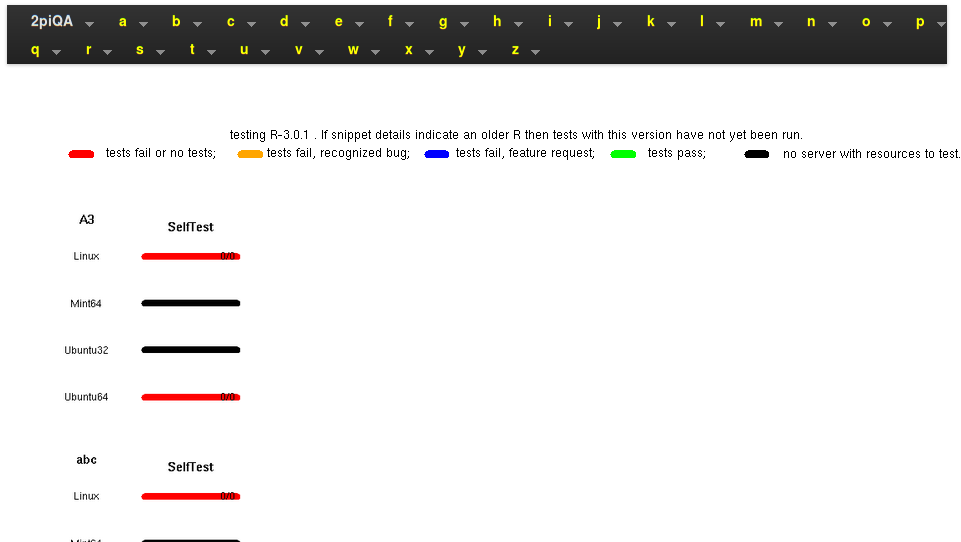 2piQA a b c d e f g h i j k l m n o p
q r s t u v w x y z
testing R-3.0.1 . If snippet details indicate an older R then tests with this version have not yet been run.
tests fail or no tests; tests fail, recognized bug; tests fail, feature request; tests pass; no server with resources to test.
A3
SelfTest
Linux 0/0
Mint64
Ubuntu32
Ubuntu64 0/0
abc
SelfTest
Linux 0/0
Mint64